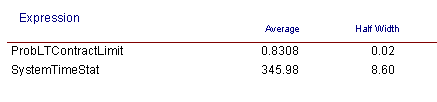 Expression
Average Half Width
ProbLTContractLimit 0.8308 0.02
SystemTimeStat 345.98 8.60